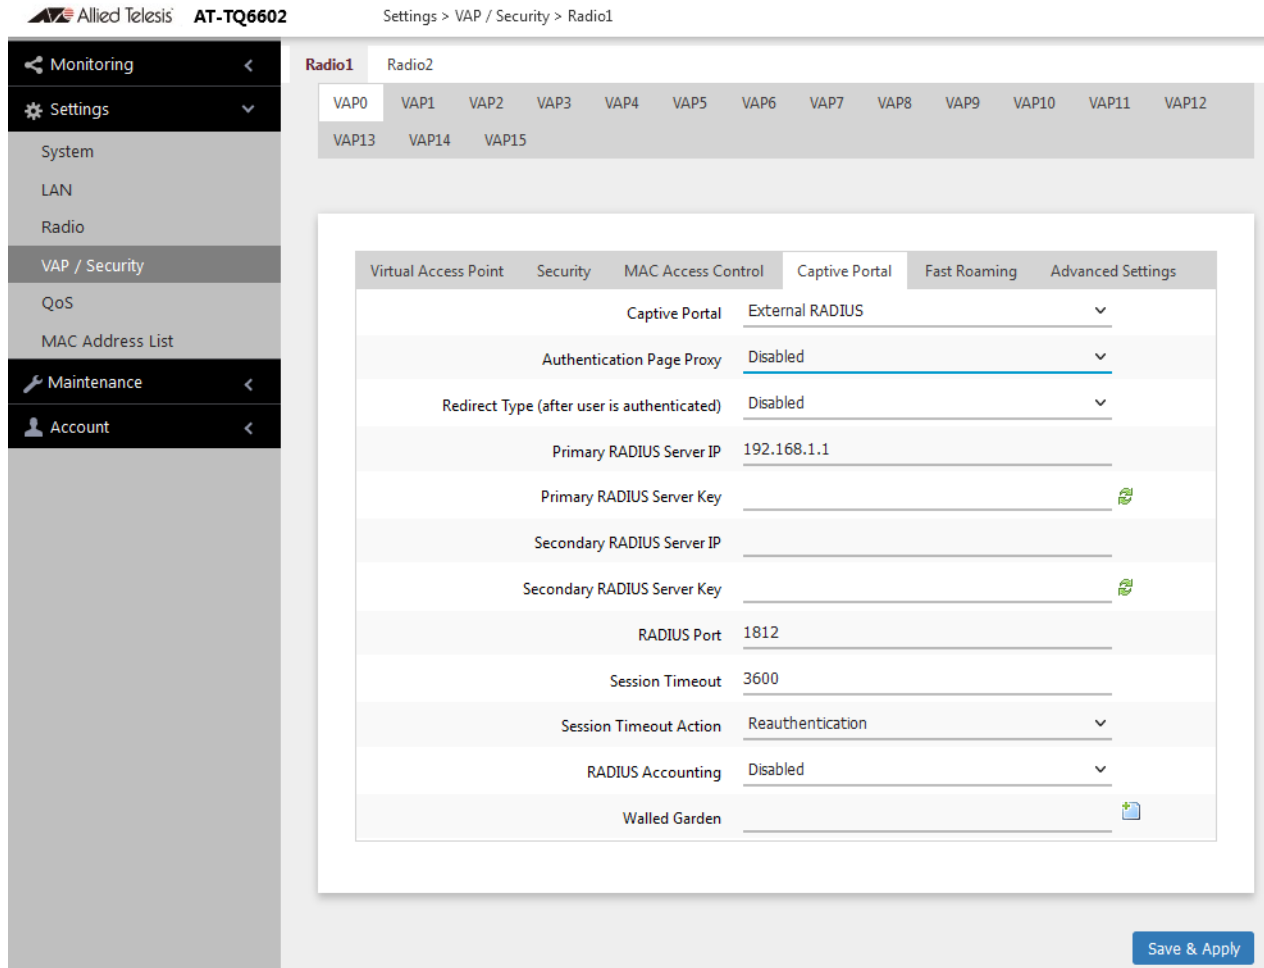 Allied Telesis AT-TQ6602 Settings > VAP / Security > Radio1
Monitoring
Settings
System
LAN
Radio
VAP / Security
QoS
MAC Address List
Maintenance
Account
Radio1 Radio2
VAP0 VAP1 VAP2 VAP3 VAP4 VAP5 VAP6 VAP7 VAP8 VAP9 VAP10 VAP11 VAP12
VAP13 VAP14 VAP15
Virtual Access Point Security MAC Access Control Captive Portal Fast Roaming Advanced Settings
Captive Portal External RADIUS
Authentication Page Proxy Disabled
Redirect Type (after user is authenticated) Disabled
Primary RADIUS Server IP 192.168.1.1
Primary RADIUS Server Key
Secondary RADIUS Server IP
Secondary RADIUS Server Key
RADIUS Port 1812
Session Timeout 3600
Session Timeout Action Reauthentication
RADIUS Accounting Disabled
Walled Garden
Save & Apply